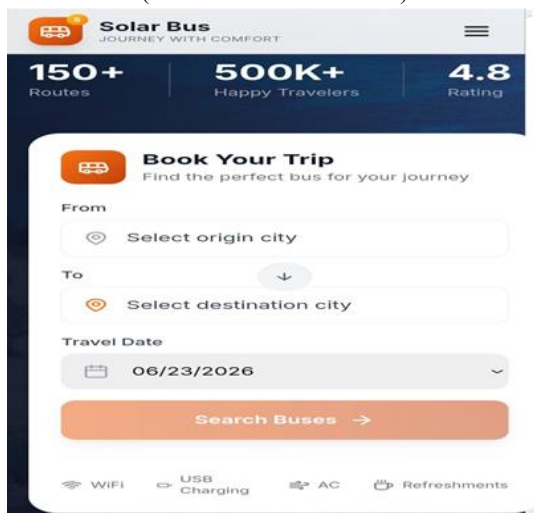 Solar Bus
JOURNEY WITH COMFORT
150+ 500K+ 4.8
Routes Happy Travelers Rating
Book Your Trip
Find the perfect bus for your journey
From
Select origin city
To
Select destination city
Travel Date
06/23/2026
Search Buses →
WiFi USB Charging AC Refreshments